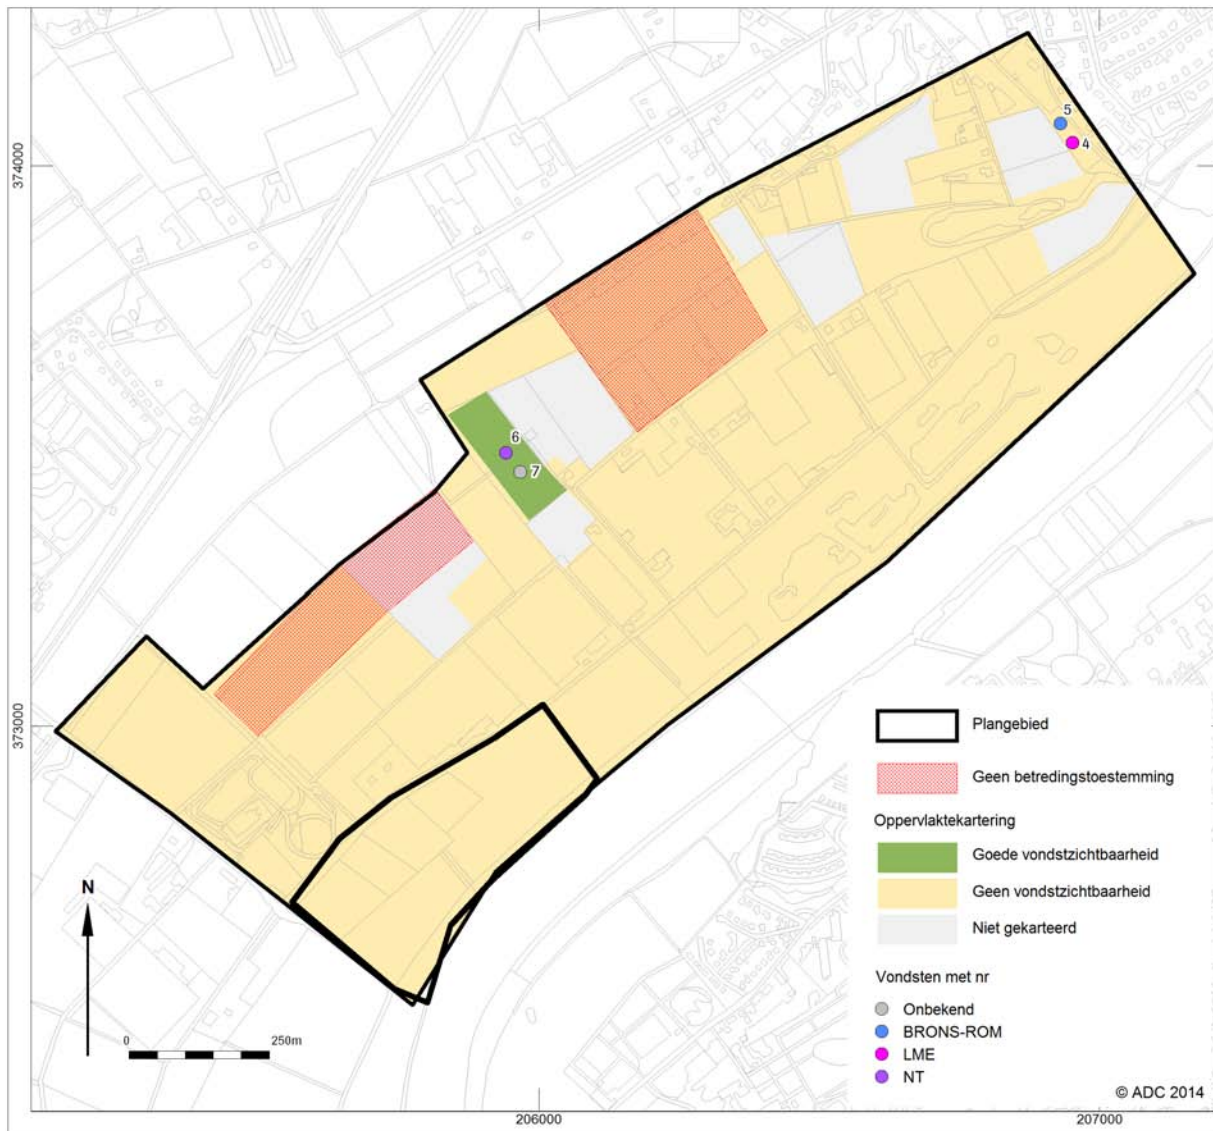 5
4
374000
6
7
373000
Plangebied
Geen betredingstoestemming
Oppervlaktekartering
Goede vondstzichtbaarheid
Geen vondstzichtbaarheid
Niet gekarteerd
Vondsten met nr
Onbekend
BRONS-ROM
LME
NT
N
0 250m
© ADC 2014
206000 207000